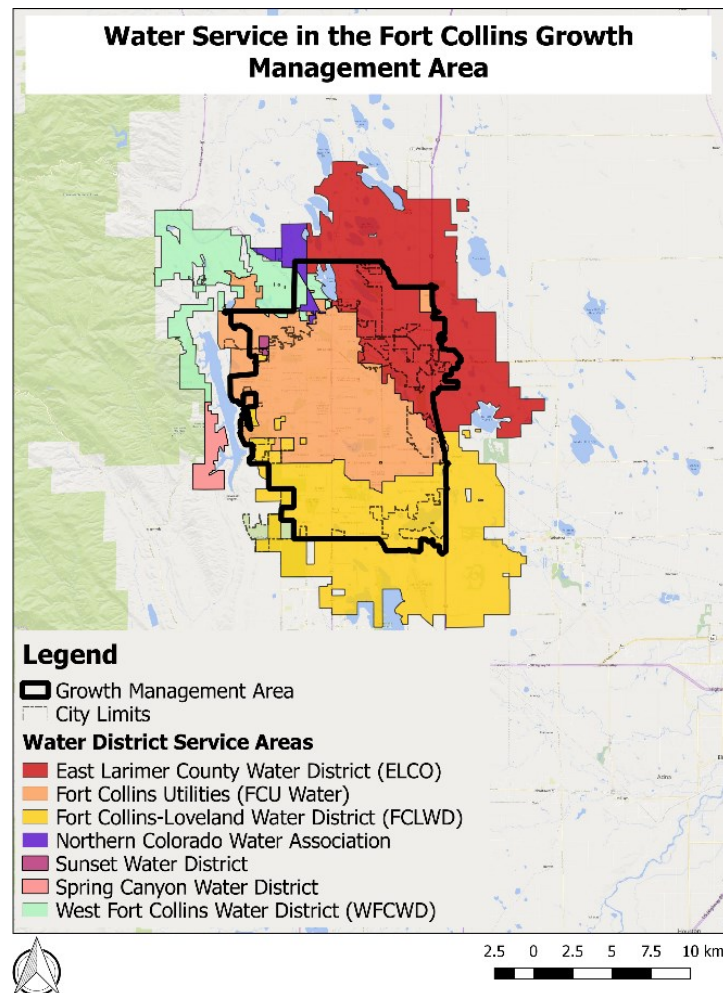 Water Service in the Fort Collins Growth
Management Area
Legend
Growth Management Area
City Limits
Water District Service Areas
East Larimer County Water District (ELCO)
Fort Collins Utilities (FCU Water)
Fort Collins-Loveland Water District (FCLWD)
Northern Colorado Water Association
Sunset Water District
Spring Canyon Water District
West Fort Collins Water District (WFCWD)
2.5 0 2.5 5 7.5 10 km